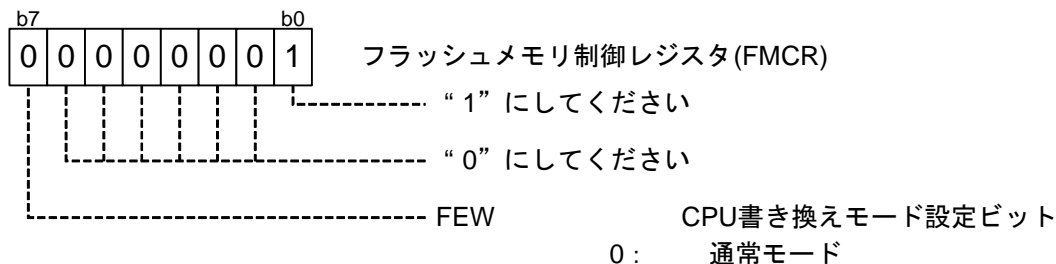 b7 b0
0 0 0 0 0 0 0 1 フラッシュメモリ制御レジスタ(FMCR)
“1”にしてください
“0”にしてください
FEW CPU書き換えモード設定ビット
0： 通常モード